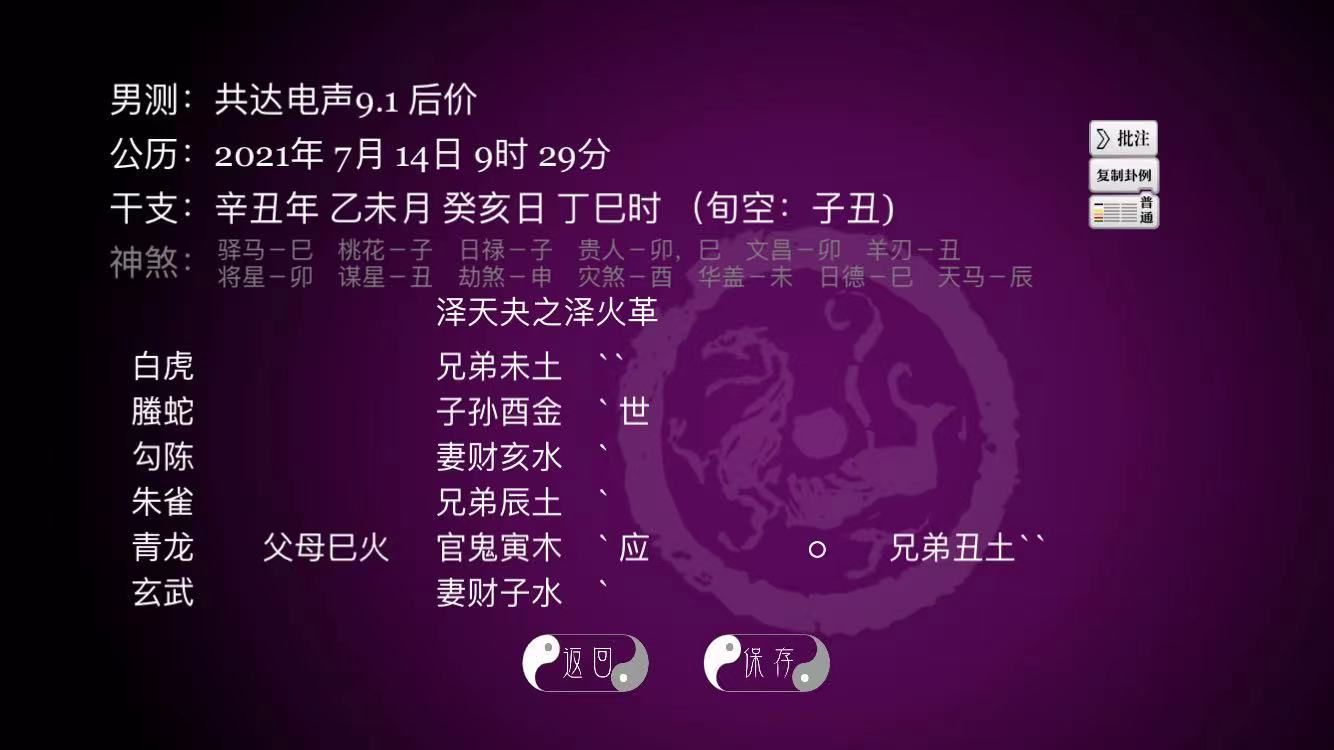 男测：共达电声9.1 后价
公历：2021年 7月 14日 9时 29分
干支：辛丑年 乙未月 癸亥日 丁巳时 （旬空：子丑)
神煞：驿马－巳 桃花－子 日禄－子 贵人－卯, 巳 文昌－卯 羊刃－丑
将星－卯 谋星－丑 劫煞－申 灾煞－酉 华盖－未 日德－巳 天马－辰
泽天夬之泽火革
白虎 兄弟未土 ``
螣蛇 子孙酉金 ` 世
勾陈 妻财亥水 `
朱雀 兄弟辰土 `
青龙 父母巳火 官鬼寅木 ` 应 ○ 兄弟丑土``
玄武 妻财子水 `
返回 保存
批注
复制卦例
普通